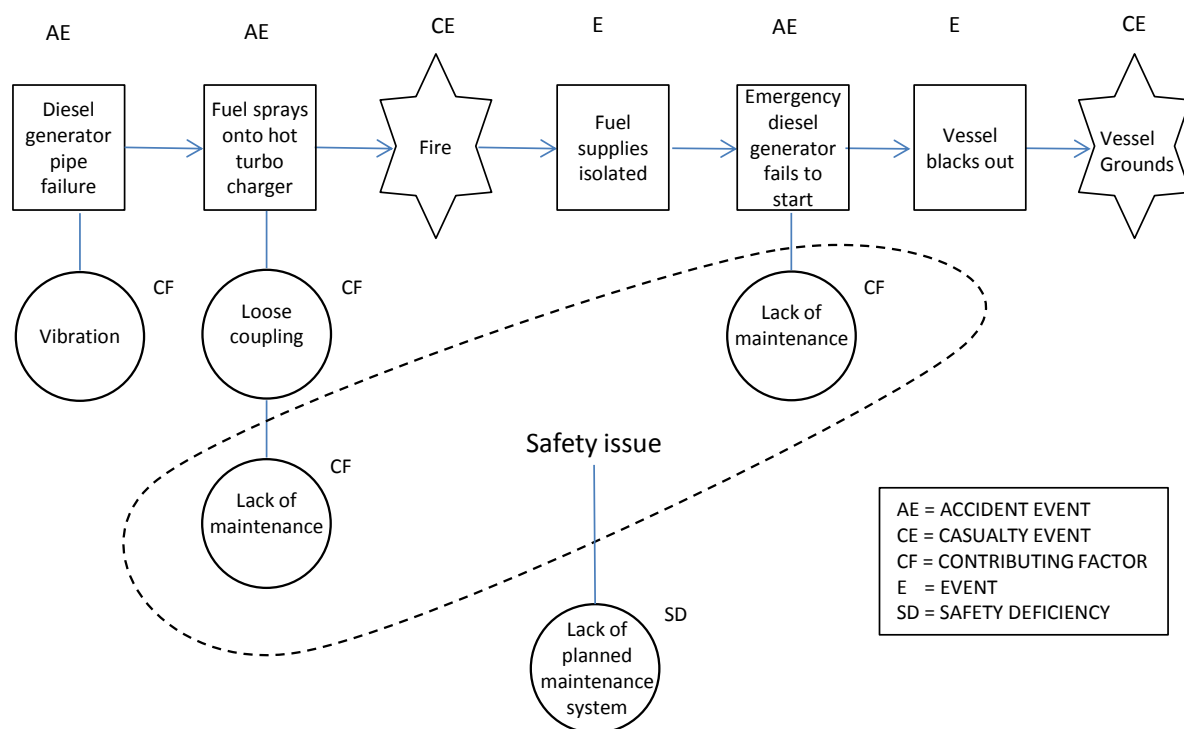 AE
AE
CE
E
AE
E
CE
Diesel
generator
pipe
failure
Fuel sprays
onto hot
turbo
charger
Fire
Fuel
supplies
isolated
Emergency
diesel
generator
fails to
start
Vessel
blacks out
Vessel
Grounds
CF
Vibration
CF
Loose
coupling
CF
Lack of
maintenance
CF
Lack of
maintenance
Safety issue
SD
Lack of
planned
maintenance
system
AE = ACCIDENT EVENT
CE = CASUALTY EVENT
CF = CONTRIBUTING FACTOR
E = EVENT
SD = SAFETY DEFICIENCY